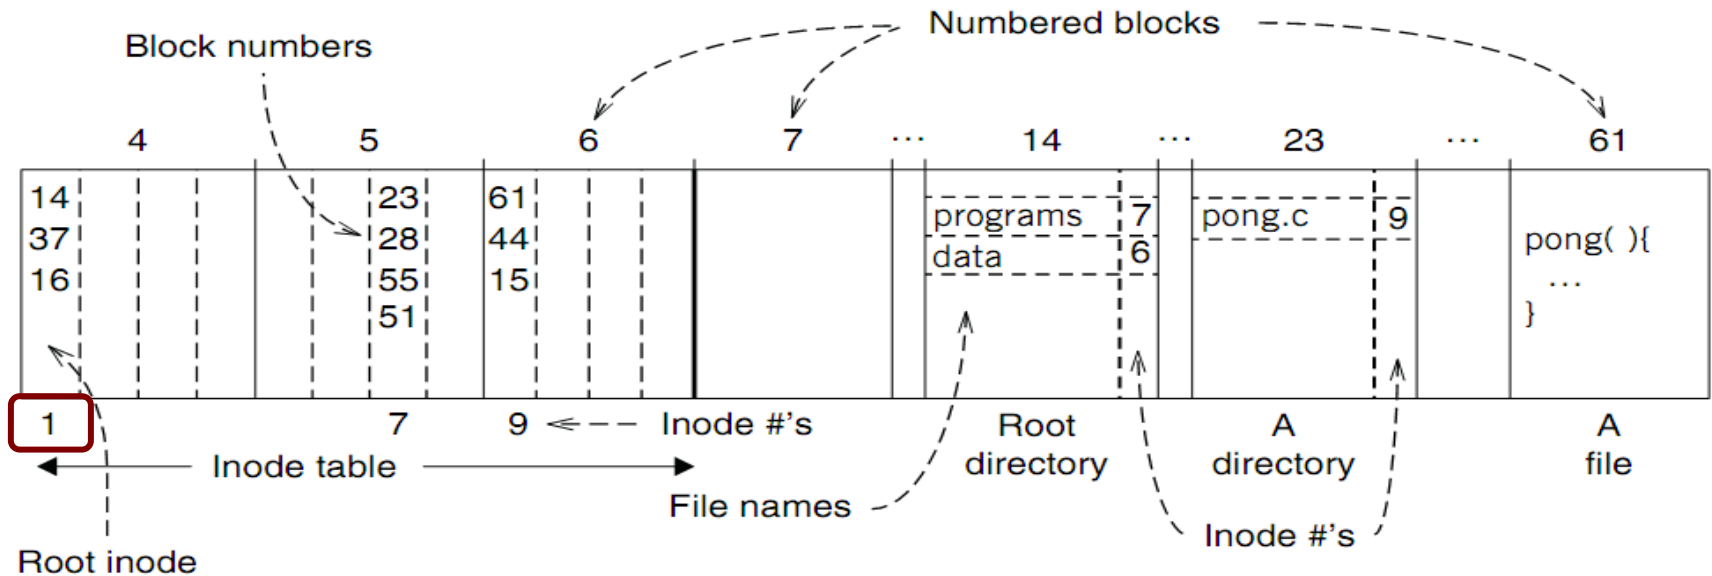 Numbered blocks
Block numbers
4 5 6 7 ... 14 ... 23 ... 61
14 23 61
37 28 44
16 55 15
51
programs 7
data 6
pong.c 9
pong( ){
...
}
1 7 9 Inode #'s
Inode table
Root
directory
A
directory
A
file
File names
Inode #'s
Root inode